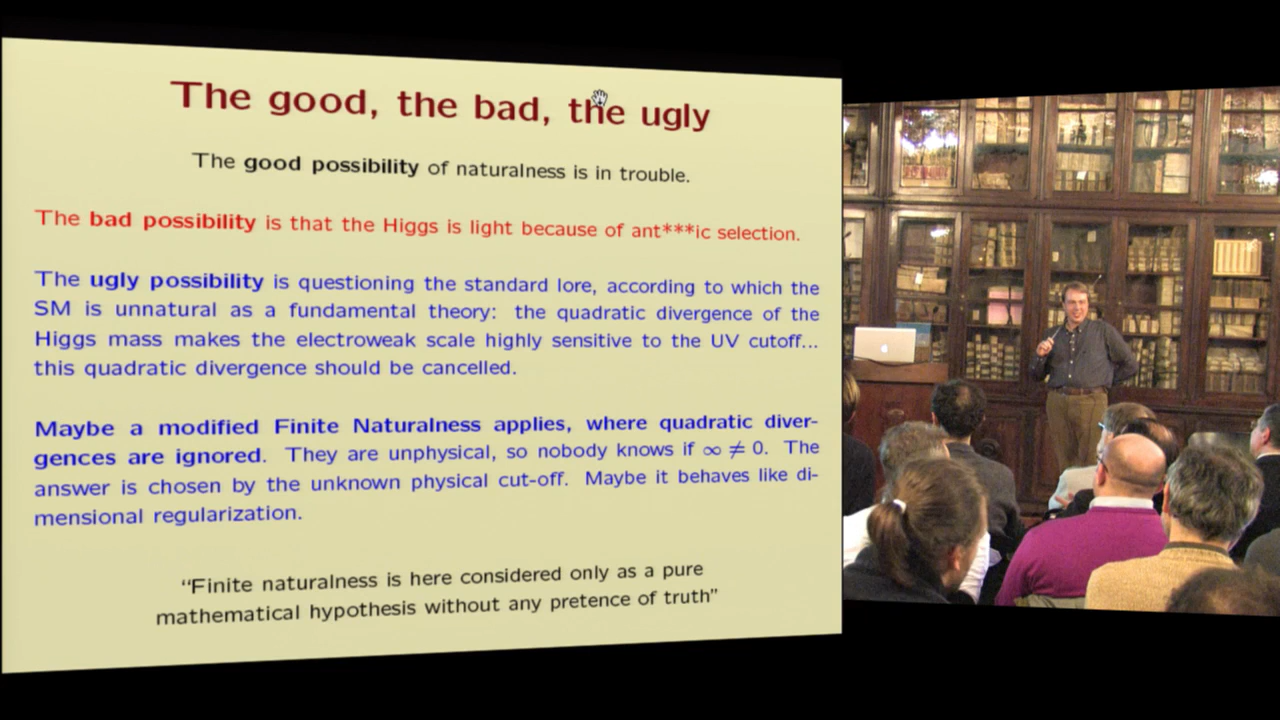 The good, the bad, the ugly
The good possibility of naturalness is in trouble.
The bad possibility is that the Higgs is light because of ant***ic selection.
The ugly possibility is questioning the standard lore, according to which the
SM is unnatural as a fundamental theory: the quadratic divergence of the
Higgs mass makes the electroweak scale highly sensitive to the UV cutoff...
this quadratic divergence should be cancelled.
Maybe a modified Finite Naturalness applies, where quadratic diver-
gences are ignored. They are unphysical, so nobody knows if ∞ ≠ 0. The
answer is chosen by the unknown physical cut-off. Maybe it behaves like di-
mensional regularization.
“Finite naturalness is here considered only as a pure
mathematical hypothesis without any pretence of truth”